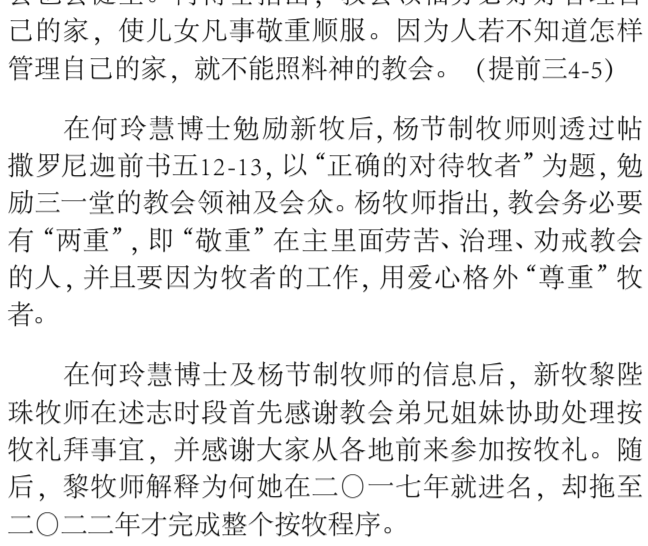 己的家，使儿女凡事敬重顺服。因为人若不知道怎样
管理自己的家，就不能照料神的教会。（提前三4-5）
在何玲慧博士勉励新牧后，杨节制牧师则透过帖
撒罗尼迦前书五12-13，以“正确的对待牧者”为题，勉
励三一堂的教会领袖及会众。杨牧师指出，教会务必要
有“两重”，即“敬重”在主里面劳苦、治理、劝戒教会
的人，并且要因为牧者的工作，用爱心格外“尊重”牧
者。
在何玲慧博士及杨节制牧师的信息后，新牧黎陛
珠牧师在述志时段首先感谢教会弟兄姐妹协助处理按
牧礼拜事宜，并感谢大家从各地前来参加按牧礼。随
后，黎牧师解释为何她在二〇一七年就进名，却拖至
二〇二二年才完成整个按牧程序。